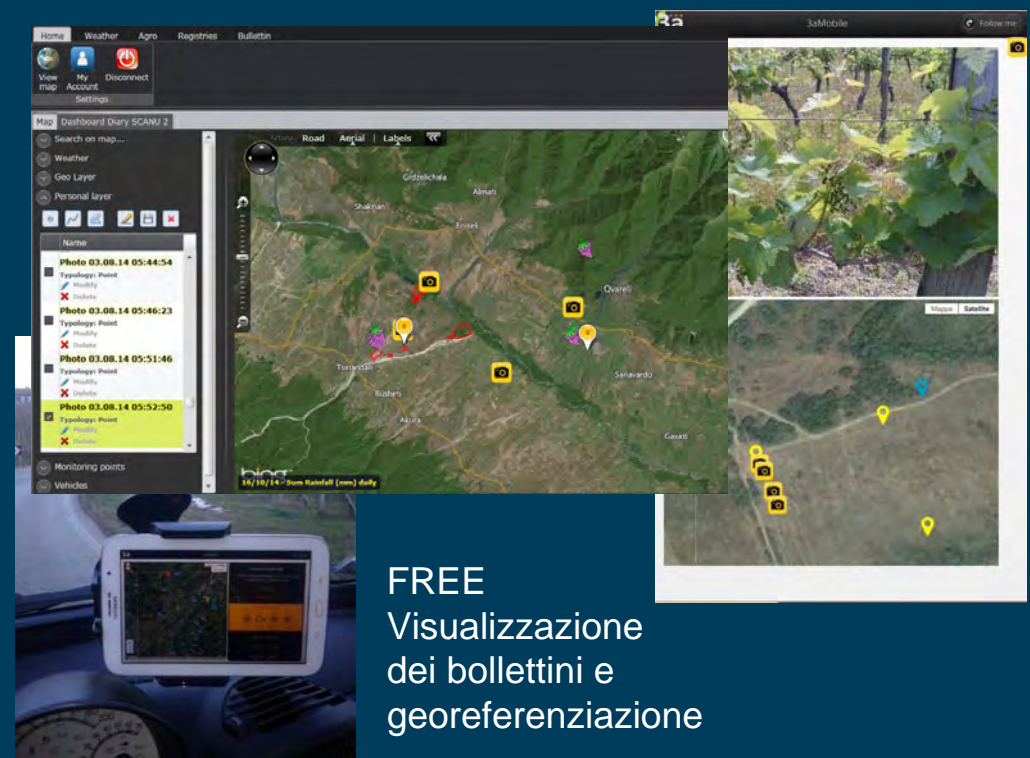 Home Weather Agro Registries Bullettin
View map
My Account
Disconnect
Settings
Map Dashboard Diary SCANU 2
Search on map...
Weather
Geo Layer
Personal layer
Name
Photo 03.08.14 05:44:54
Typology: Point
Modify
Delete
Photo 03.08.14 05:46:23
Typology: Point
Modify
Delete
Photo 03.08.14 05:51:46
Typology: Point
Modify
Delete
Photo 03.08.14 05:52:50
Typology: Point
Modify
Delete
Monitoring points
Vehicles
Road Aerial | Labels
Grdzelichala
Almati
Shakrian
Eniseli
Qvareli
Tsinandali
Sanavardo
Busheti
Akura
Gavazi
bing
16/10/14 - Sum Rainfall (mm) daily
3a
3aMobile
Follow me
Mappa Satellite
FREE
Visualizzazione
dei bollettini e
georeferenziazione